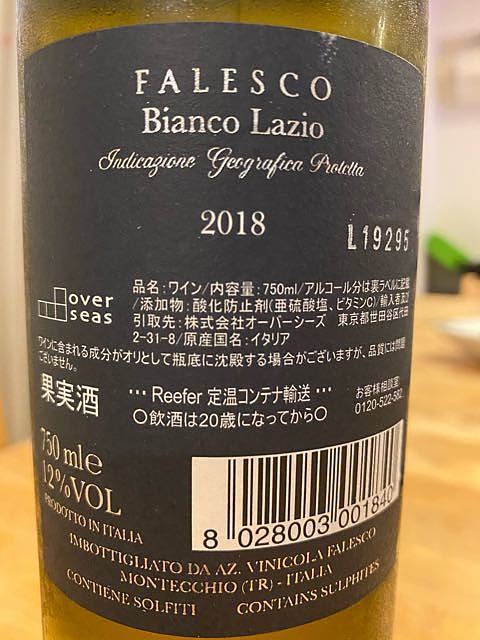 FALESCO
Bianco Lazio
Indicazione Geografica Protetta
2018
L19295
over
seas
品名:ワイン/内容量:750ml/アルコール分は裏ラベルに記載
/添加物:酸化防止剤(亜硫酸塩、ビタミンC)/輸入者及び
引取先:株式会社オーバーシーズ 東京都世田谷区代田
2-31-8/原産国名:イタリア
ワインに含まれる成分がオリとして瓶底に沈殿する場合がございますが、品質には問題
ございません。
果実酒
••• Reefer 定温コンテナ輸送 •••
○飲酒は20歳になってから○
お客様相談室
0120-522-582
750 mle
12%VOL
PRODOTTO IN ITALIA
8 028003 001840
IMBOTTIGLIATO DA AZ. VINICOLA FALESCO
MONTECCHIO (TR) - ITALIA
CONTIENE SOLFITI CONTAINS SULPHITES